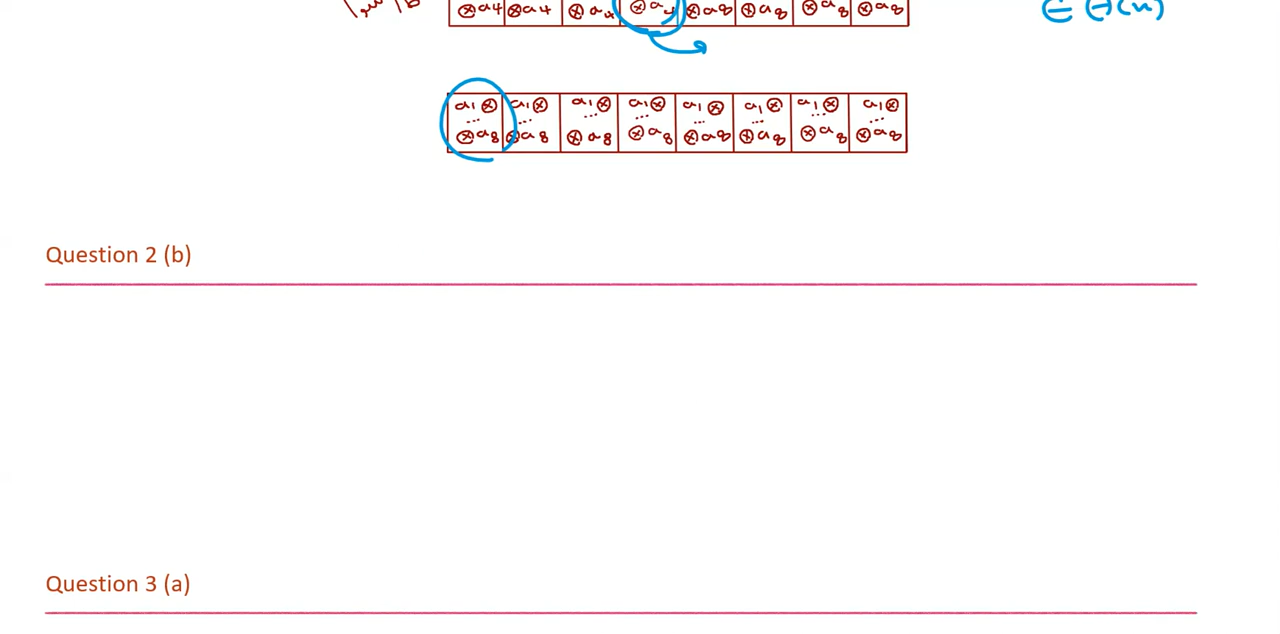 ⊗a4 ⊗a4 ⊗a ⊗a ⊗a8 ⊗a8 ⊗a8 ⊗a8 ∈ Θ(n)
a1⊗ a1⊗ a1⊗ a1⊗ a1⊗ a1⊗ a1⊗ a1⊗
... ... ... ... ... ... ... ...
⊗a8 ⊗a8 ⊗a8 ⊗a8 ⊗a8 ⊗a8 ⊗a8 ⊗a8
Question 2 (b)
Question 3 (a)